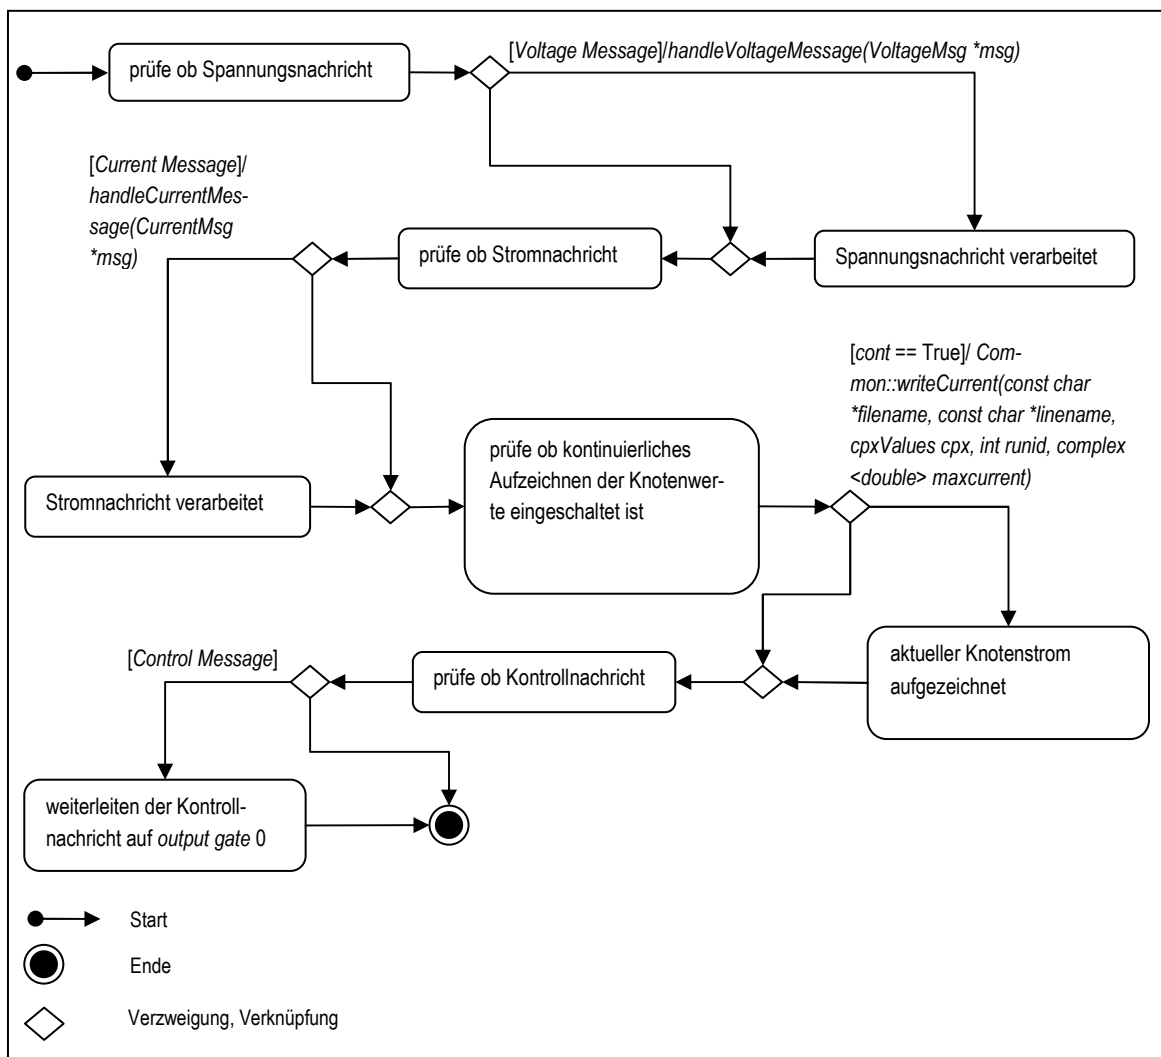 [Voltage Message]/handleVoltageMessage(VoltageMsg *msg)
prüfe ob Spannungsnachricht
[Current Message]/
handleCurrentMes-
sage(CurrentMsg
*msg)
prüfe ob Stromnachricht
Spannungsnachricht verarbeitet
[cont == True]/ Com-
mon::writeCurrent(const char
*filename, const char *linename,
cpxValues cpx, int runid, complex
<double> maxcurrent)
prüfe ob kontinuierliches
Aufzeichnen der Knotenwer-
te eingeschaltet ist
Stromnachricht verarbeitet
[Control Message]
prüfe ob Kontrollnachricht
aktueller Knotenstrom
aufgezeichnet
weiterleiten der Kontroll-
nachricht auf output gate 0
Start
Ende
Verzweigung, Verknüpfung